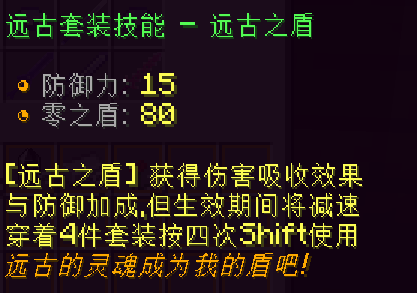 远古套装技能 - 远古之盾
防御力: 15
零之盾: 80
[远古之盾] 获得伤害吸收效果
与防御加成,但生效期间将减速
穿着4件套装按四次Shift使用
远古的灵魂成为我的盾吧!